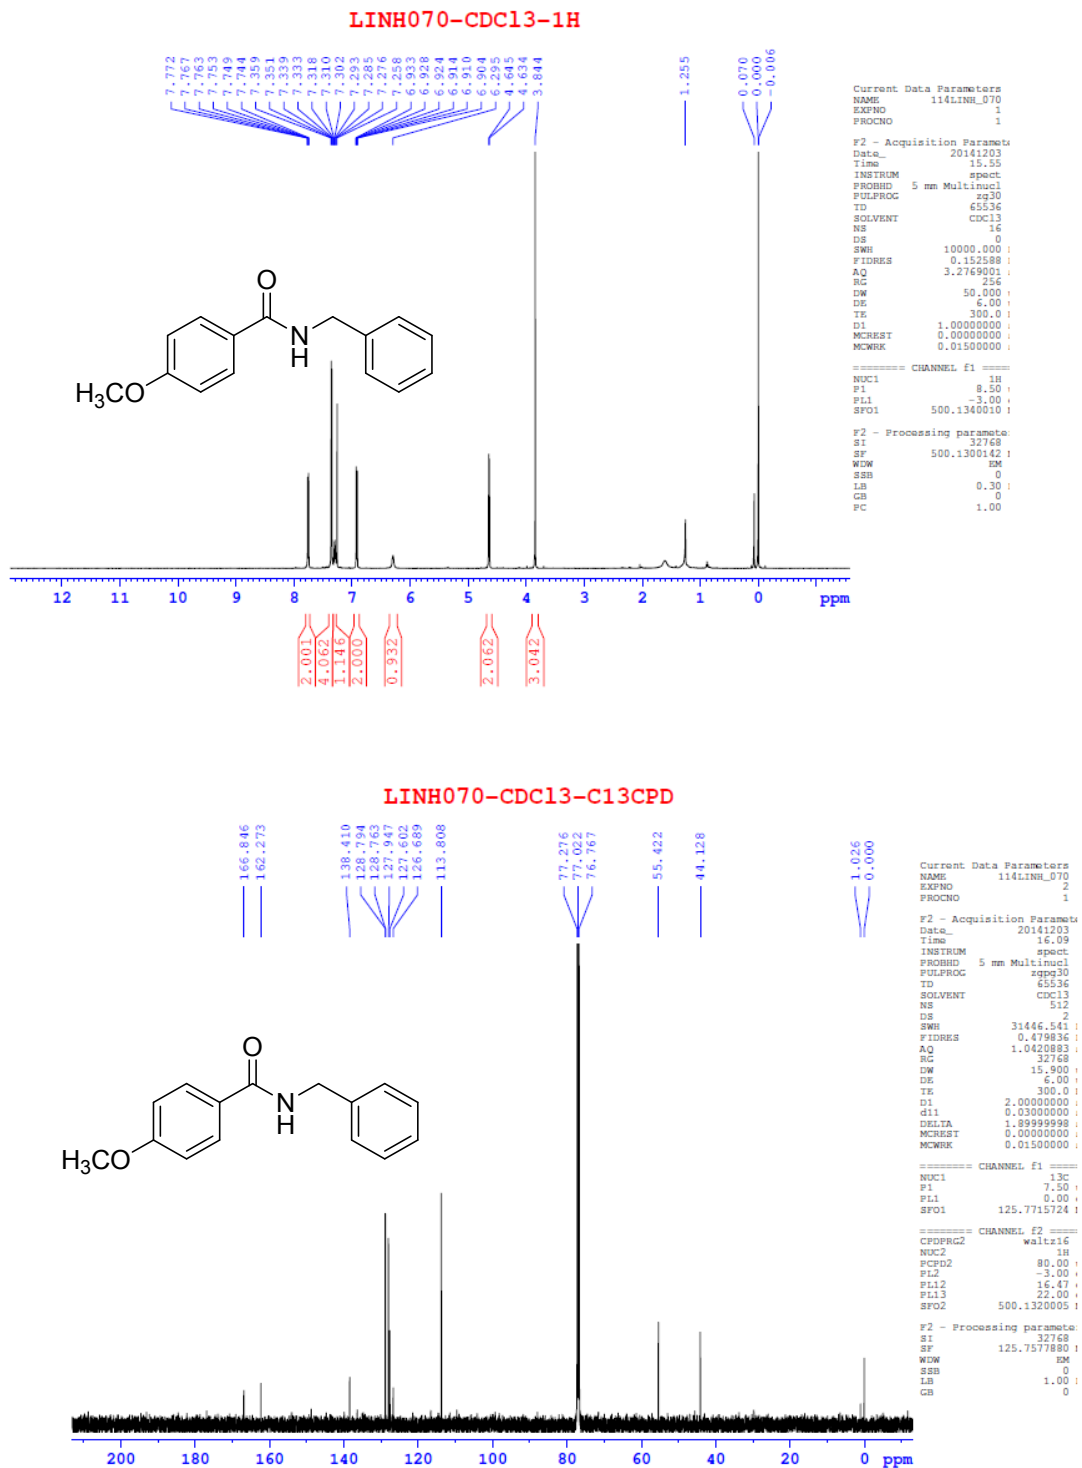 LINH070-CDCl3-1H
7.772
7.767
7.763
7.753
7.749
7.744
7.359
7.351
7.339
7.333
7.318
7.310
7.302
7.293
7.285
7.276
7.258
6.933
6.928
6.924
6.914
6.910
6.904
6.295
4.645
4.634
3.844
1.255
0.070
0.000
-0.006
Current Data Parameters
NAME 114LINH_070
EXPNO 1
PROCNO 1
F2 - Acquisition Paramete
Date_ 20141203
Time 15.55
INSTRUM spect
PROBHD 5 mm Multinucl
PULPROG zg30
TD 65536
SOLVENT CDCl3
NS 16
DS 0
SWH 10000.000
FIDRES 0.152588
AQ 3.2769001
RG 256
DW 50.000
DE 6.00
TE 300.0
D1 1.00000000
MCREST 0.00000000
MCWRK 0.01500000
======== CHANNEL f1 =====
NUC1 1H
P1 8.50
PL1 -3.00
SFO1 500.1340010
F2 - Processing paramete
SI 32768
SF 500.1300142
WDW EM
SSB 0
LB 0.30
GB 0
PC 1.00
O
N
H
H3CO
12 11 10 9 8 7 6 5 4 3 2 1 0 ppm
2.001
4.062
1.146
2.000
0.932
2.062
3.042
LINH070-CDCl3-C13CPD
166.846
162.273
138.410
128.794
128.763
127.947
127.602
126.689
113.808
77.276
77.022
76.767
55.422
44.128
1.026
0.000
Current Data Parameters
NAME 114LINH_070
EXPNO 2
PROCNO 1
F2 - Acquisition Paramete
Date_ 20141203
Time 16.09
INSTRUM spect
PROBHD 5 mm Multinucl
PULPROG zgpg30
TD 65536
SOLVENT CDCl3
NS 512
DS 2
SWH 31446.541
FIDRES 0.479836
AQ 1.0420883
RG 32768
DW 15.900
DE 6.00
TE 300.0
D1 2.00000000
d11 0.03000000
DELTA 1.89999998
MCREST 0.00000000
MCWRK 0.01500000
======== CHANNEL f1 =====
NUC1 13C
P1 7.50
PL1 0.00
SFO1 125.7715724
======== CHANNEL f2 =====
CPDPRG2 waltz16
NUC2 1H
PCPD2 80.00
PL2 -3.00
PL12 16.47
PL13 22.00
SFO2 500.1320005
F2 - Processing paramete
SI 32768
SF 125.7577880
WDW EM
SSB 0
LB 1.00
GB 0
O
N
H
H3CO
200 180 160 140 120 100 80 60 40 20 0 ppm